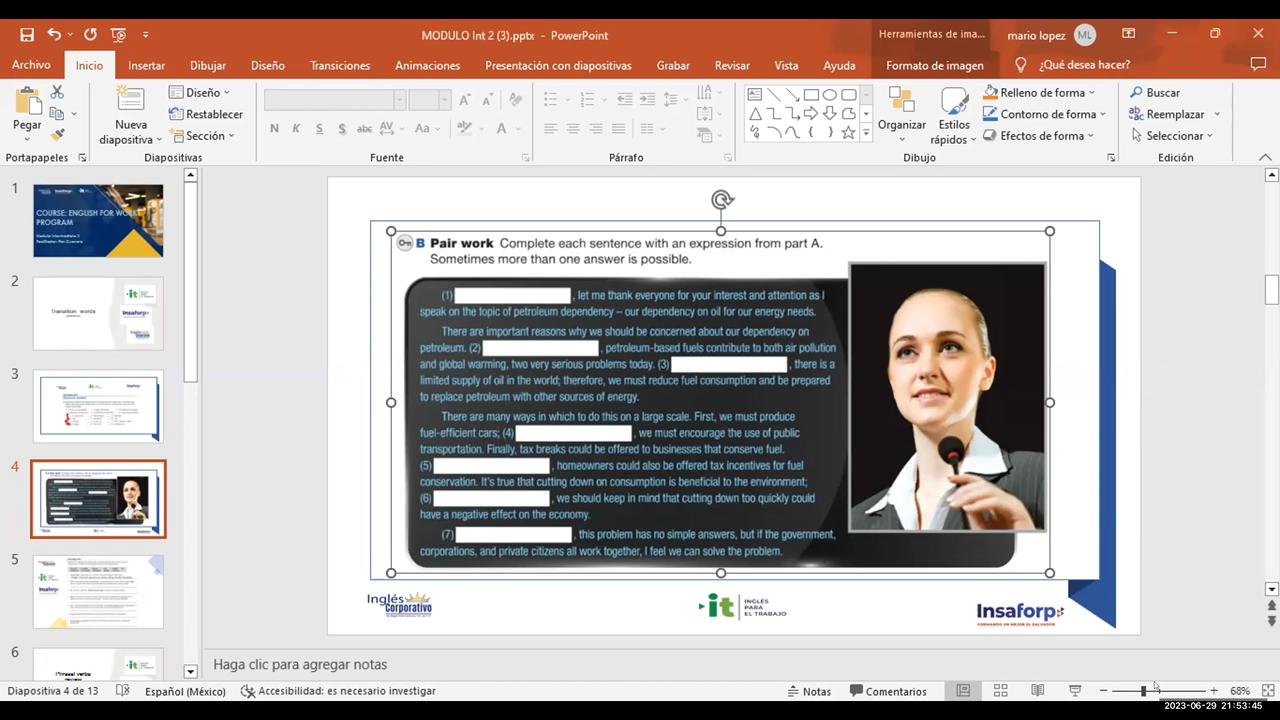 MODULO Int 2 (3).pptx - PowerPoint
Herramientas de ima...
mario lopez
ML
Archivo
Inicio
Insertar
Dibujar
Diseño
Transiciones
Animaciones
Presentación con diapositivas
Grabar
Revisar
Vista
Ayuda
Formato de imagen
¿Qué desea hacer?
Pegar
Nueva
diapositiva
Diseño
Restablecer
Sección
Organizar
Estilos
rápidos
Relleno de forma
Contorno de forma
Efectos de forma
Buscar
Reemplazar
Seleccionar
Portapapeles
Diapositivas
Fuente
Párrafo
Dibujo
Edición
1
COURSE: ENGLISH FOR WORK
PROGRAM
2
Transition words
3
4
5
6
Phrasal verbs
B Pair work Complete each sentence with an expression from part A.
Sometimes more than one answer is possible.
(1) , let me thank everyone for your interest and attention as I
speak on the topic of petroleum dependency – our dependency on oil for our energy needs.
There are important reasons why we should be concerned about our dependency on
petroleum. (2) , petroleum-based fuels contribute to both air pollution
and global warming, two very serious problems today. (3) , there is a
limited supply of oil in the world; therefore, we must reduce fuel consumption and be prepared
to replace petroleum with other sources of energy.
There are many ways in which to do this on a large scale. First, we must produce
fuel-efficient cars; (4) , we must encourage the use of public
transportation. Finally, tax breaks could be offered to businesses that conserve fuel.
(5) , homeowners could also be offered tax incentives for fuel
conservation. It's true that cutting down on consumption is beneficial to the environment;
(6) , we should keep in mind that cutting down too quickly could
have a negative effect on the economy.
(7) , this problem has no simple answers, but if the government,
corporations, and private citizens all work together, I feel we can solve the problem.
Inglés
Corporativo
it
INGLÉS
PARA
EL TRABAJO
Insaforp
FORMANDO UN MEJOR EL SALVADOR
Haga clic para agregar notas
Diapositiva 4 de 13
Español (México)
Accesibilidad: es necesario investigar
Notas
Comentarios
68%
2023-06-29 21:53:45